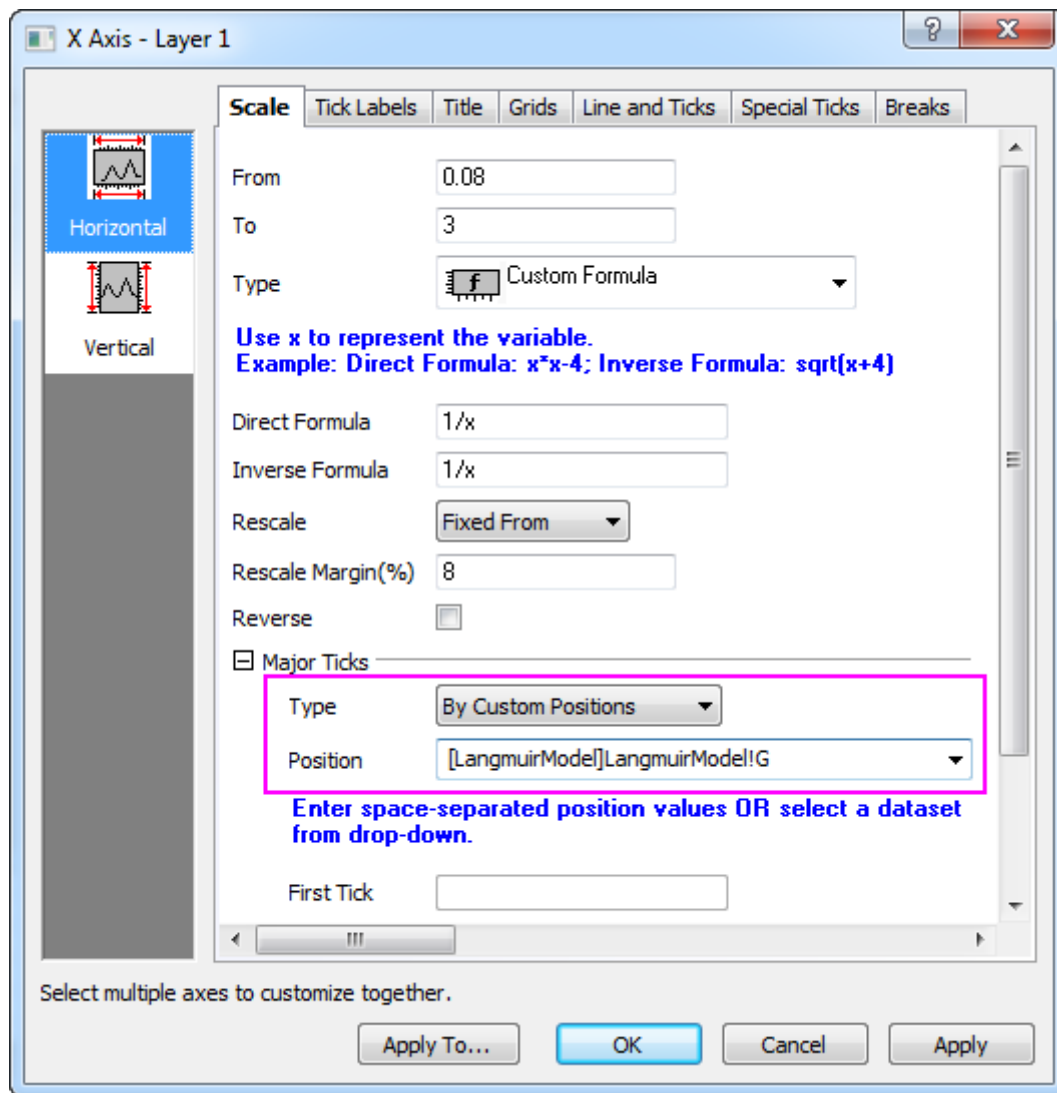 X Axis - Layer 1
Scale Tick Labels Title Grids Line and Ticks Special Ticks Breaks
Horizontal
Vertical
From 0.08
To 3
Type Custom Formula
Use x to represent the variable.
Example: Direct Formula: x*x-4; Inverse Formula: sqrt(x+4)
Direct Formula 1/x
Inverse Formula 1/x
Rescale Fixed From
Rescale Margin(%) 8
Reverse
Major Ticks
Type By Custom Positions
Position [LangmuirModel]LangmuirModel!G
Enter space-separated position values OR select a dataset
from drop-down.
First Tick
Select multiple axes to customize together.
Apply To... OK Cancel Apply